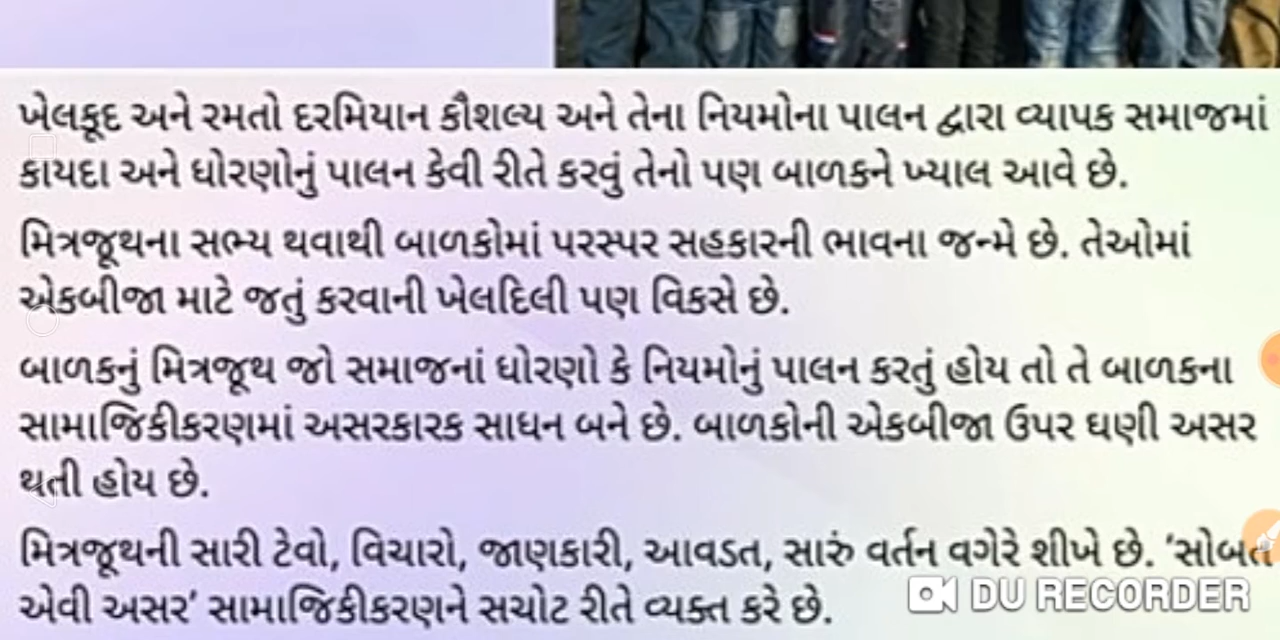 ખેલકૂદ અને રમતો દરમિયાન કૌશલ્ય અને તેના નિયમોના પાલન દ્વારા વ્યાપક સમાજમાં
કાયદા અને ધોરણોનું પાલન કેવી રીતે કરવું તેનો પણ બાળકને ખ્યાલ આવે છે.
મિત્રજૂથના સભ્ય થવાથી બાળકોમાં પરસ્પર સહકારની ભાવના જન્મે છે. તેઓમાં
એકબીજા માટે જતું કરવાની ખેલદિલી પણ વિકસે છે.
બાળકનું મિત્રજૂથ જો સમાજનાં ધોરણો કે નિયમોનું પાલન કરતું હોય તો તે બાળકના
સામાજિકીકરણમાં અસરકારક સાધન બને છે. બાળકોની એકબીજા ઉપર ઘણી અસર
થતી હોય છે.
મિત્રજૂથની સારી ટેવો, વિચારો, જાણકારી, આવડત, સારું વર્તન વગેરે શીખે છે. ‘સોબત
એવી અસર’ સામાજિકીકરણને સચોટ રીતે વ્યક્ત કરે છે.
DU RECORDER